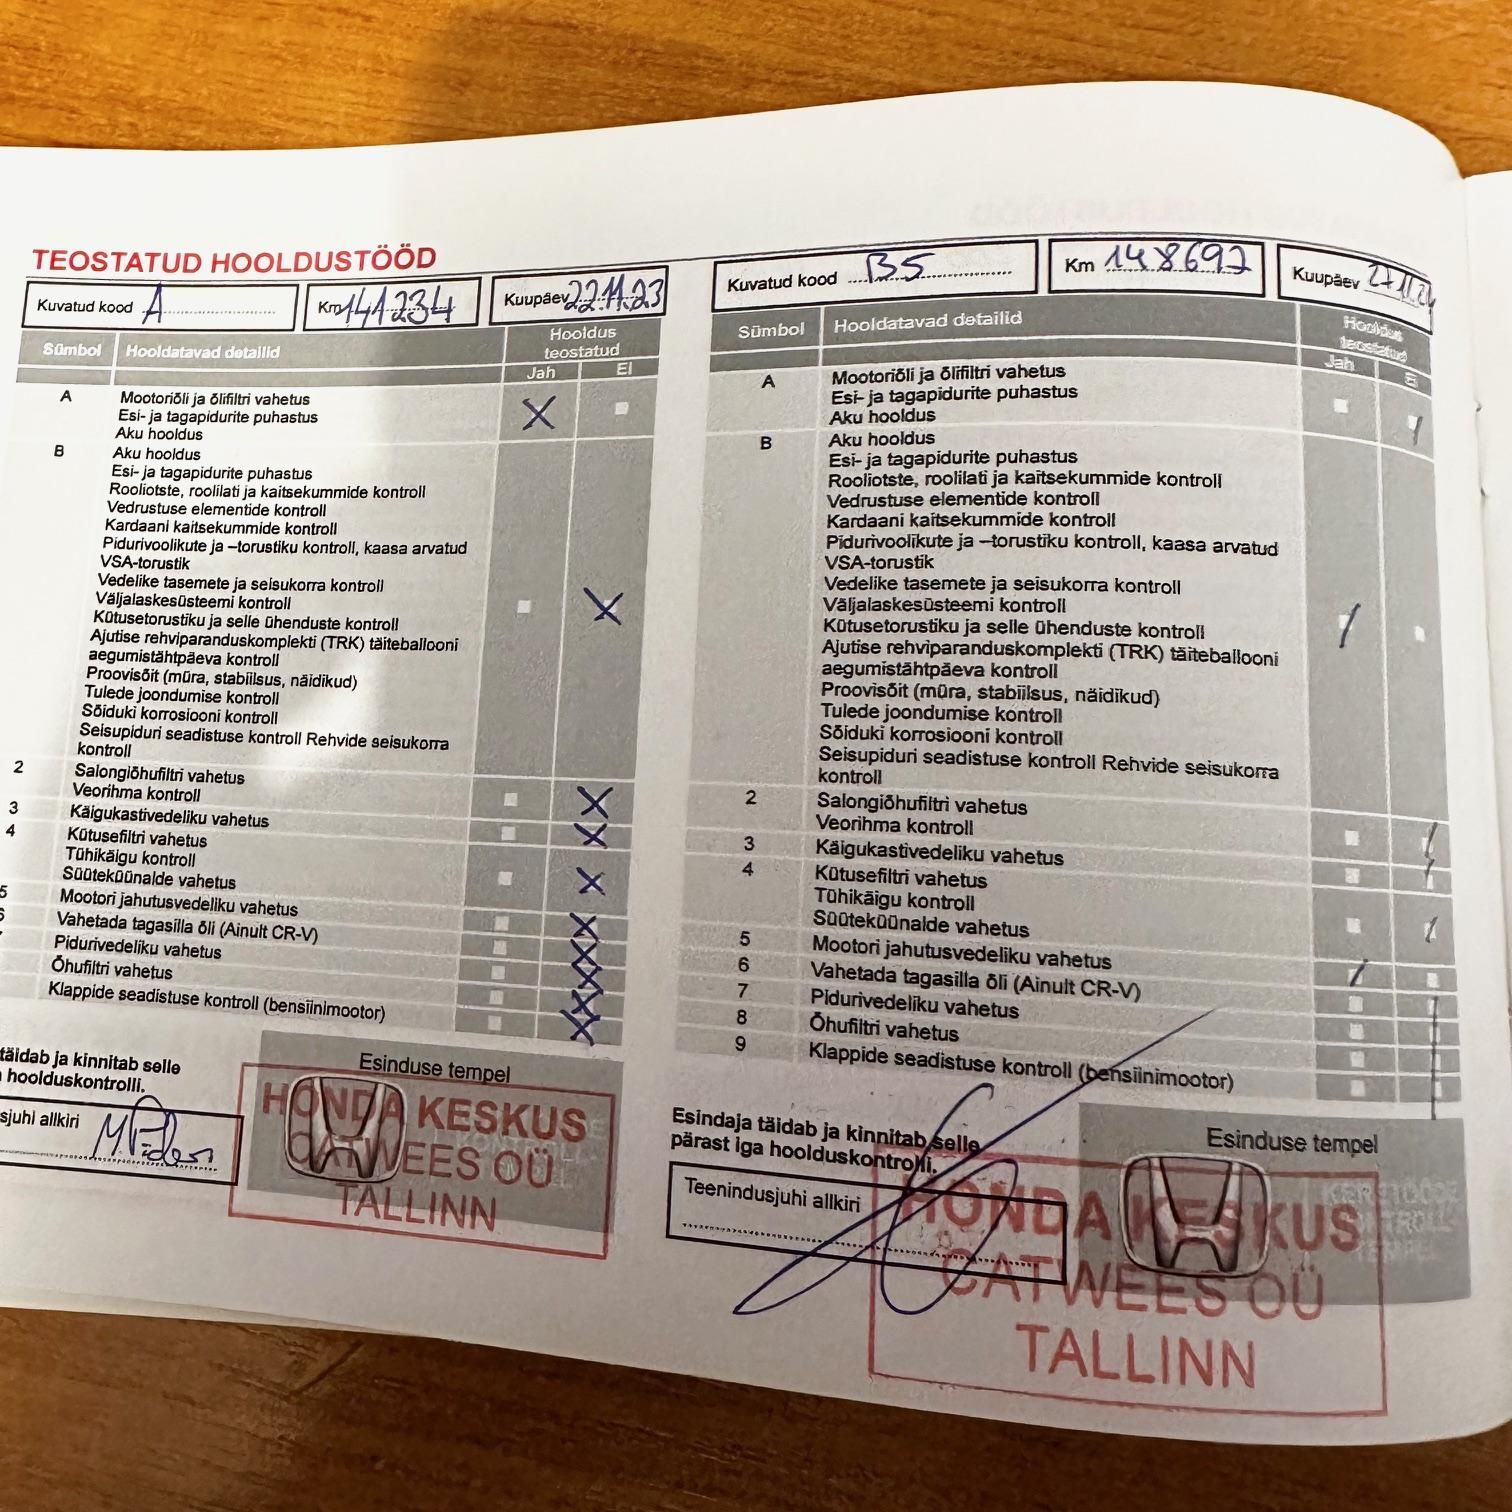 TEOSTATUD HOOLDUSTÖÖD
Kuvatud kood A
Km 141234
Kuupäev 22.11.23
Sümbol Hooldatavad detailid Hooldus teostatud
Jah EI
A Mootoriõli ja õlifiltri vahetus
Esi- ja tagapidurite puhastus
Aku hooldus
B Aku hooldus
Esi- ja tagapidurite puhastus
Rooliotste, roolilati ja kaitsekummide kontroll
Vedrustuse elementide kontroll
Kardaani kaitsekummide kontroll
Pidurivoolikute ja –torustiku kontroll, kaasa arvatud
VSA-torustik
Vedelike tasemete ja seisukorra kontroll
Väljalaskesüsteemi kontroll
Kütusetorustiku ja selle ühenduste kontroll
Ajutise rehviparanduskomplekti (TRK) täiteballooni
aegumistähtpäeva kontroll
Proovisõit (müra, stabiilsus, näidikud)
Tulede joondumise kontroll
Sõiduki korrosiooni kontroll
Seisupiduri seadistuse kontroll Rehvide seisukorra
kontroll
2 Salongiõhufiltri vahetus
Veorihma kontroll
3 Käigukastivedeliku vahetus
4 Kütusefiltri vahetus
Tühikäigu kontroll
Süüteküünalde vahetus
5 Mootori jahutusvedeliku vahetus
Vahetada tagasilla õli (Ainult CR-V)
Pidurivedeliku vahetus
Õhufiltri vahetus
Klappide seadistuse kontroll (bensiinimootor)
täidab ja kinnitab selle
hoolduskontrolli.
sjuhi allkiri
Esinduse tempel
HONDA KESKUS
CATWEES OÜ
TALLINN
Kuvatud kood B5
Km 148697
Kuupäev
Sümbol Hooldatavad detailid Hooldus teostatud
Jah Ei
A Mootoriõli ja õlifiltri vahetus
Esi- ja tagapidurite puhastus
Aku hooldus
B Aku hooldus
Esi- ja tagapidurite puhastus
Rooliotste, roolilati ja kaitsekummide kontroll
Vedrustuse elementide kontroll
Kardaani kaitsekummide kontroll
Pidurivoolikute ja –torustiku kontroll, kaasa arvatud
VSA-torustik
Vedelike tasemete ja seisukorra kontroll
Väljalaskesüsteemi kontroll
Kütusetorustiku ja selle ühenduste kontroll
Ajutise rehviparanduskomplekti (TRK) täiteballooni
aegumistähtpäeva kontroll
Proovisõit (müra, stabiilsus, näidikud)
Tulede joondumise kontroll
Sõiduki korrosiooni kontroll
Seisupiduri seadistuse kontroll Rehvide seisukorra
kontroll
2 Salongiõhufiltri vahetus
Veorihma kontroll
3 Käigukastivedeliku vahetus
4 Kütusefiltri vahetus
Tühikäigu kontroll
Süüteküünalde vahetus
5 Mootori jahutusvedeliku vahetus
6 Vahetada tagasilla õli (Ainult CR-V)
7 Pidurivedeliku vahetus
8 Õhufiltri vahetus
9 Klappide seadistuse kontroll (bensiinimootor)
Esindaja täidab ja kinnitab selle
pärast iga hoolduskontrolli.
Teenindusjuhi allkiri
Esinduse tempel
HONDA KESKUS
CATWEES OÜ
TALLINN